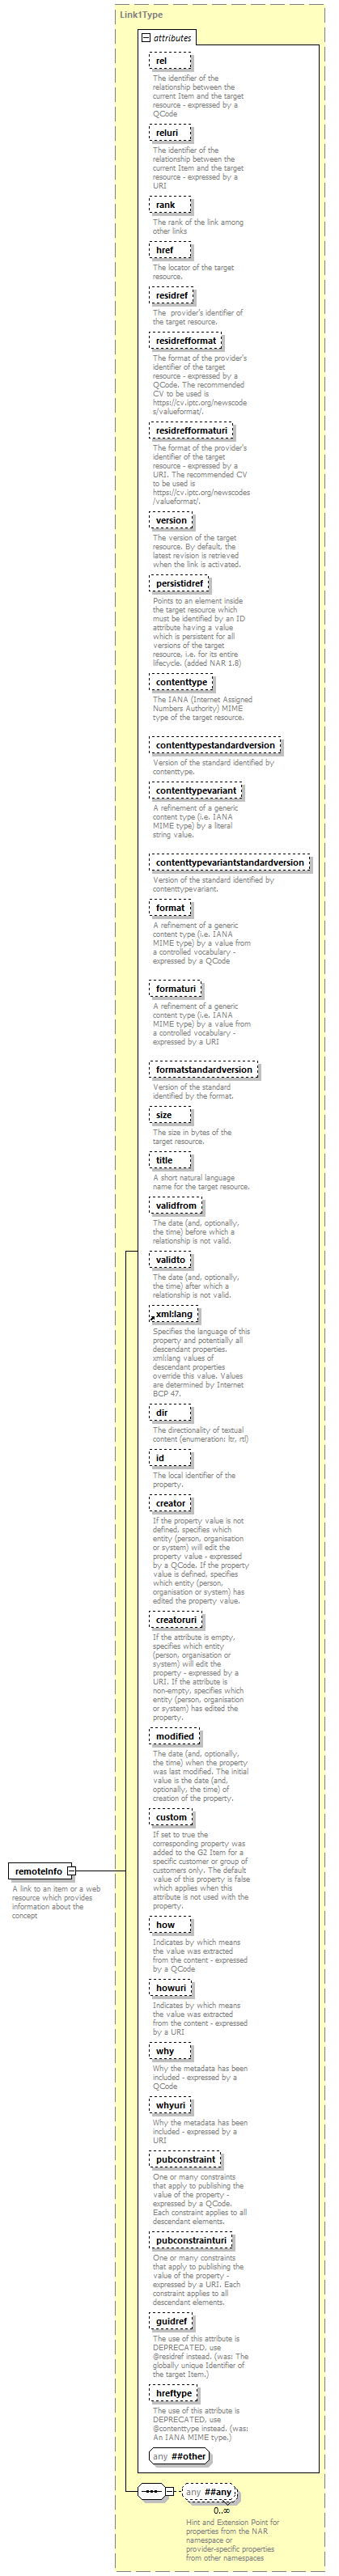 Link1Type
attributes
rel
The identifier of the
relationship between the
current Item and the target
resource - expressed by a
QCode
reluri
The identifier of the
relationship between the
current Item and the target
resource - expressed by a
URI
rank
The rank of the link among
other links
href
The locator of the target
resource.
residref
The provider's identifier of
the target resource.
residrefformat
The format of the provider's
identifier of the target
resource - expressed by a
QCode. The recommended
CV to be used is
https://cv.iptc.org/newscode
s/valueformat/.
residrefformaturi
The format of the provider's
identifier of the target
resource - expressed by a
URI. The recommended CV
to be used is
https://cv.iptc.org/newscodes
/valueformat/.
version
The version of the target
resource. By default, the
latest revision is retrieved
when the link is activated.
persistidref
Points to an element inside
the target resource which
must be identified by an ID
attribute having a value
which is persistent for all
versions of the target
resource, i.e. for its entire
lifecycle. (added NAR 1.8)
contenttype
The IANA (Internet Assigned
Numbers Authority) MIME
type of the target resource.
contenttypestandardversion
Version of the standard identified by
contenttype.
contenttypevariant
A refinement of a generic
content type (i.e. IANA
MIME type) by a literal
string value.
contenttypevariantstandardversion
Version of the standard identified by
contenttypevariant.
format
A refinement of a generic
content type (i.e. IANA
MIME type) by a value from
a controlled vocabulary -
expressed by a QCode
formaturi
A refinement of a generic
content type (i.e. IANA
MIME type) by a value from
a controlled vocabulary -
expressed by a URI
formatstandardversion
Version of the standard
identified by the format.
size
The size in bytes of the
target resource.
title
A short natural language
name for the target resource.
validfrom
The date (and, optionally,
the time) before which a
relationship is not valid.
validto
The date (and, optionally,
the time) after which a
relationship is not valid.
xml:lang
Specifies the language of this
property and potentially all
descendant properties.
xml:lang values of
descendant properties
override this value. Values
are determined by Internet
BCP 47.
dir
The directionality of textual
content (enumeration: ltr, rtl)
id
The local identifier of the
property.
creator
If the property value is not
defined, specifies which
entity (person, organisation
or system) will edit the
property value - expressed
by a QCode. If the property
value is defined, specifies
which entity (person,
organisation or system) has
edited the property value.
creatoruri
If the attribute is empty,
specifies which entity
(person, organisation or
system) will edit the
property - expressed by a
URI. If the attribute is
non-empty, specifies which
entity (person, organisation
or system) has edited the
property.
modified
The date (and, optionally,
the time) when the property
was last modified. The initial
value is the date (and,
optionally, the time) of
creation of the property.
custom
If set to true the
corresponding property was
added to the G2 Item for a
specific customer or group of
customers only. The default
value of this property is false
which applies when this
attribute is not used with the
property.
remoteInfo
A link to an item or a web
resource which provides
information about the
concept
how
Indicates by which means
the value was extracted
from the content - expressed
by a QCode
howuri
Indicates by which means
the value was extracted
from the content - expressed
by a URI
why
Why the metadata has been
included - expressed by a
QCode
whyuri
Why the metadata has been
included - expressed by a
URI
pubconstraint
One or many constraints
that apply to publishing the
value of the property -
expressed by a QCode.
Each constraint applies to all
descendant elements.
pubconstrainturi
One or many constraints
that apply to publishing the
value of the property -
expressed by a URI. Each
constraint applies to all
descendant elements.
guidref
The use of this attribute is
DEPRECATED, use
@residref instead. (was: The
globally unique Identifier of
the target Item.)
hreftype
The use of this attribute is
DEPRECATED, use
@contenttype instead. (was:
An IANA MIME type.)
any ##other
any ##any
0..∞
Hint and Extension Point for
properties from the NAR
namespace or
provider-specific properties
from other namespaces